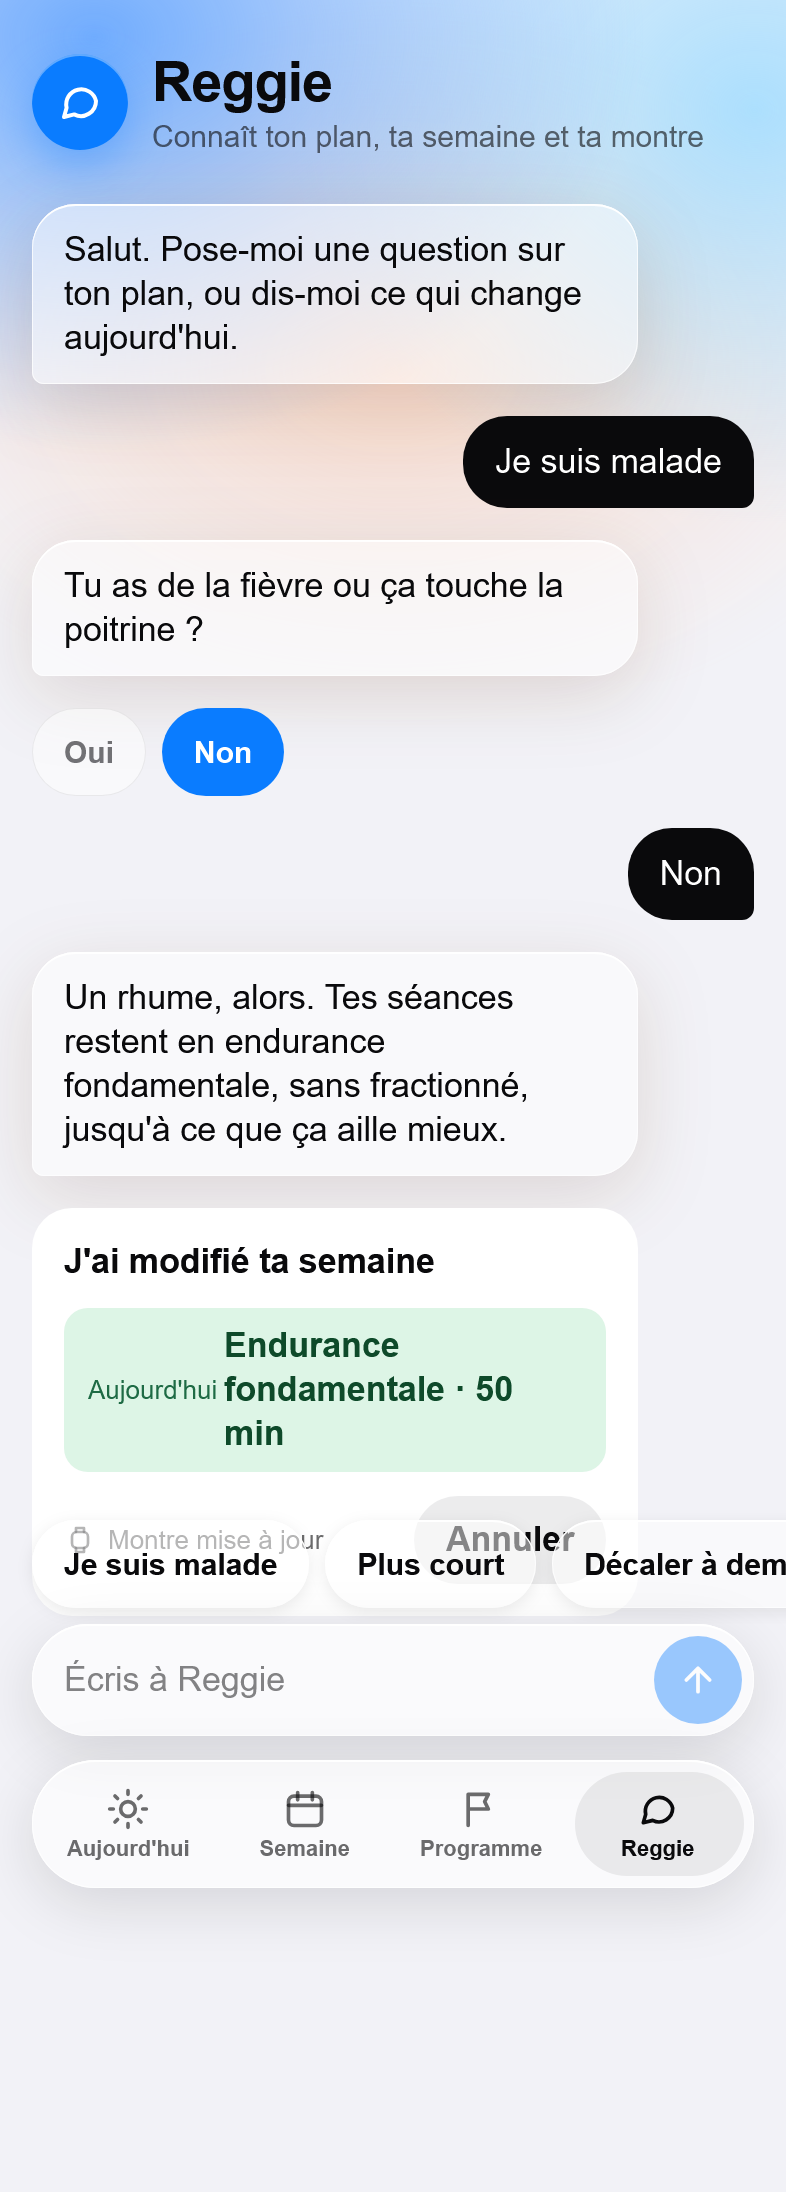 Reggie
Connaît ton plan, ta semaine et ta montre
Salut. Pose-moi une question sur
ton plan, ou dis-moi ce qui change
aujourd'hui.
Je suis malade
Tu as de la fièvre ou ça touche la
poitrine ?
Oui
Non
Non
Un rhume, alors. Tes séances
restent en endurance
fondamentale, sans fractionné,
jusqu'à ce que ça aille mieux.
J'ai modifié ta semaine
Aujourd'hui
Endurance
fondamentale · 50
min
Montre mise à jour
Annuler
Je suis malade
Plus court
Décaler à dem
Écris à Reggie
Aujourd'hui
Semaine
Programme
Reggie